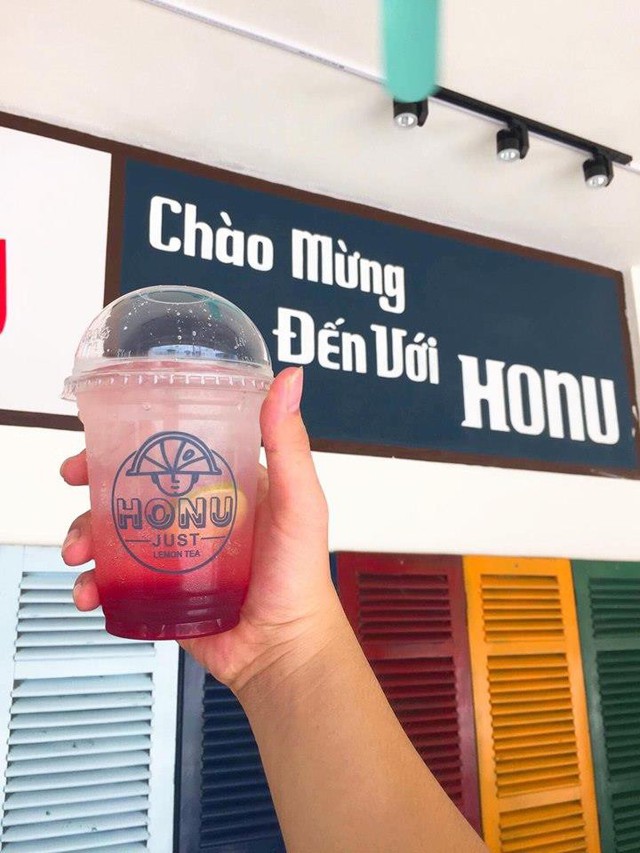 Chào Mừng
Đến Với HONU
HONU
JUST
LEMON TEA